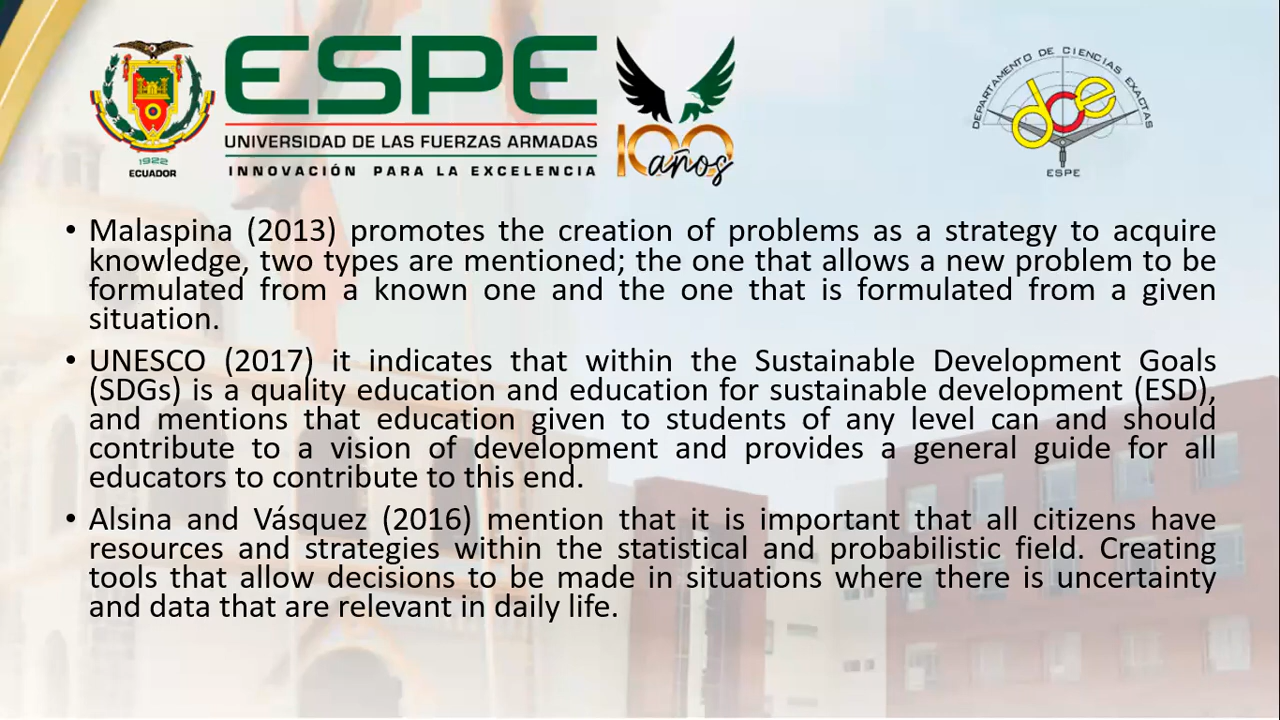 ESPE
UNIVERSIDAD DE LAS FUERZAS ARMADAS
INNOVACIÓN PARA LA EXCELENCIA
1922
ECUADOR
100
años
DEPARTAMENTO DE CIENCIAS EXACTAS
dce
ESPE
• Malaspina (2013) promotes the creation of problems as a strategy to acquire
knowledge, two types are mentioned; the one that allows a new problem to be
formulated from a known one and the one that is formulated from a given
situation.
• UNESCO (2017) it indicates that within the Sustainable Development Goals
(SDGs) is a quality education and education for sustainable development (ESD),
and mentions that education given to students of any level can and should
contribute to a vision of development and provides a general guide for all
educators to contribute to this end.
• Alsina and Vásquez (2016) mention that it is important that all citizens have
resources and strategies within the statistical and probabilistic field. Creating
tools that allow decisions to be made in situations where there is uncertainty
and data that are relevant in daily life.